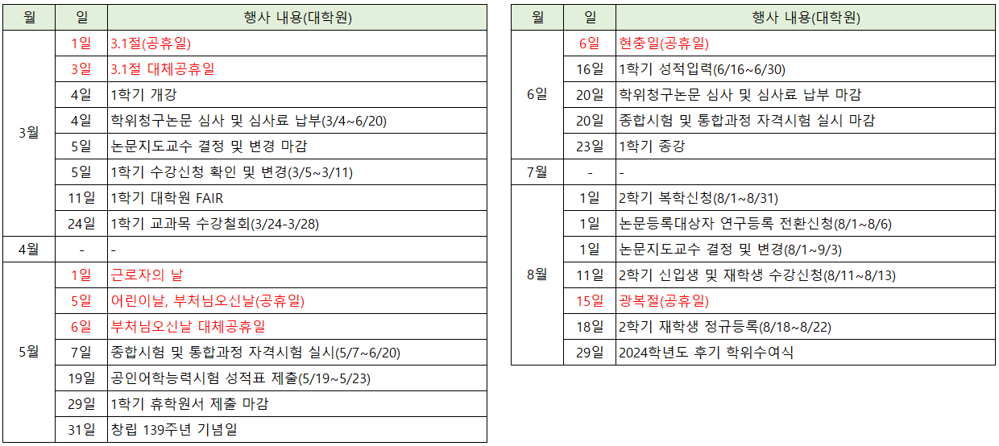 월 일 행사 내용(대학원)
3월
1일 3.1절(공휴일)
3일 3.1절 대체공휴일
4일 1학기 개강
4일 학위청구논문 심사 및 심사료 납부(3/4~6/20)
5일 논문지도교수 결정 및 변경 마감
5일 1학기 수강신청 확인 및 변경(3/5~3/11)
11일 1학기 대학원 FAIR
24일 1학기 교과목 수강철회(3/24-3/28)
4월 - -
5월
1일 근로자의 날
5일 어린이날, 부처님오신날(공휴일)
6일 부처님오신날 대체공휴일
7일 종합시험 및 통합과정 자격시험 실시(5/7~6/20)
19일 공인어학능력시험 성적표 제출(5/19~5/23)
29일 1학기 휴학원서 제출 마감
31일 창립 139주년 기념일
월 일 행사 내용(대학원)
6월
6일 현충일(공휴일)
16일 1학기 성적입력(6/16~6/30)
20일 학위청구논문 심사 및 심사료 납부 마감
20일 종합시험 및 통합과정 자격시험 실시 마감
23일 1학기 종강
7월 - -
8월
1일 2학기 복학신청(8/1~8/31)
1일 논문등록대상자 연구등록 전환신청(8/1~8/6)
1일 논문지도교수 결정 및 변경(8/1~9/3)
11일 2학기 신입생 및 재학생 수강신청(8/11~8/13)
15일 광복절(공휴일)
18일 2학기 재학생 정규등록(8/18~8/22)
29일 2024학년도 후기 학위수여식